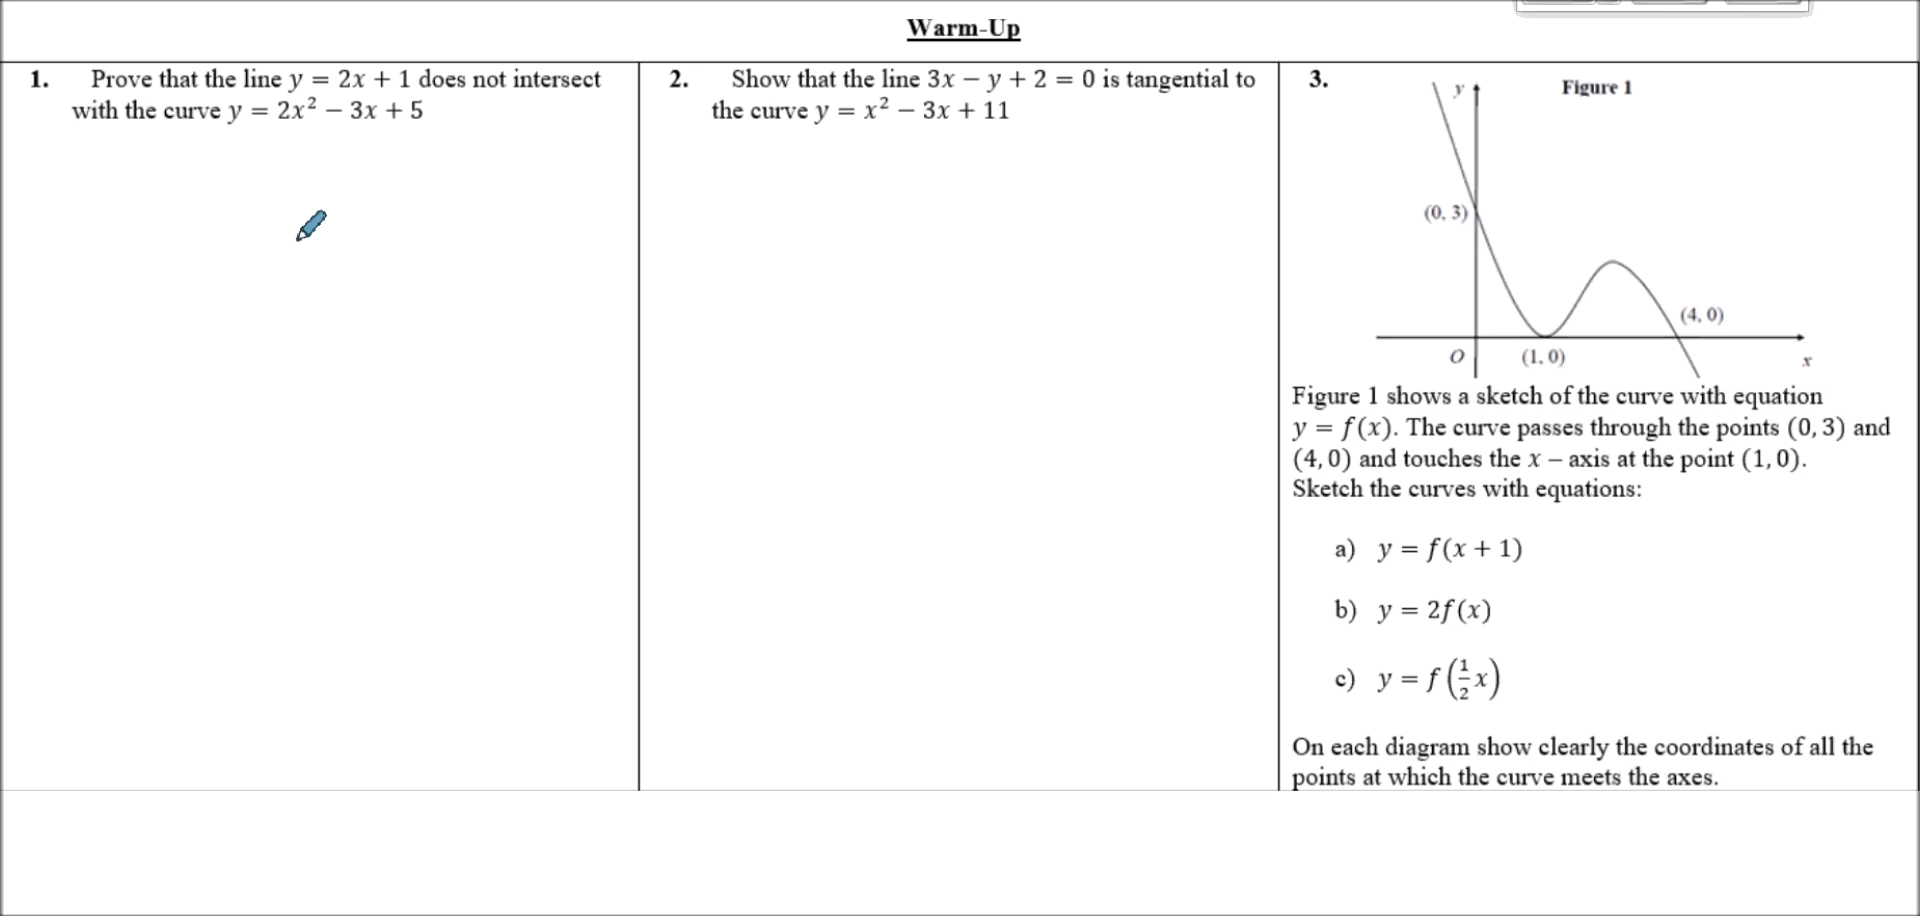 Warm-Up
1. Prove that the line y = 2x + 1 does not intersect
with the curve y = 2x² − 3x + 5
2. Show that the line 3x − y + 2 = 0 is tangential to
the curve y = x² − 3x + 11
3.
y
Figure 1
(0, 3)
(4, 0)
O
(1, 0)
x
Figure 1 shows a sketch of the curve with equation
y = f(x). The curve passes through the points (0, 3) and
(4, 0) and touches the x – axis at the point (1, 0).
Sketch the curves with equations:
a) y = f(x + 1)
b) y = 2f(x)
c) y = f(½x)
On each diagram show clearly the coordinates of all the
points at which the curve meets the axes.